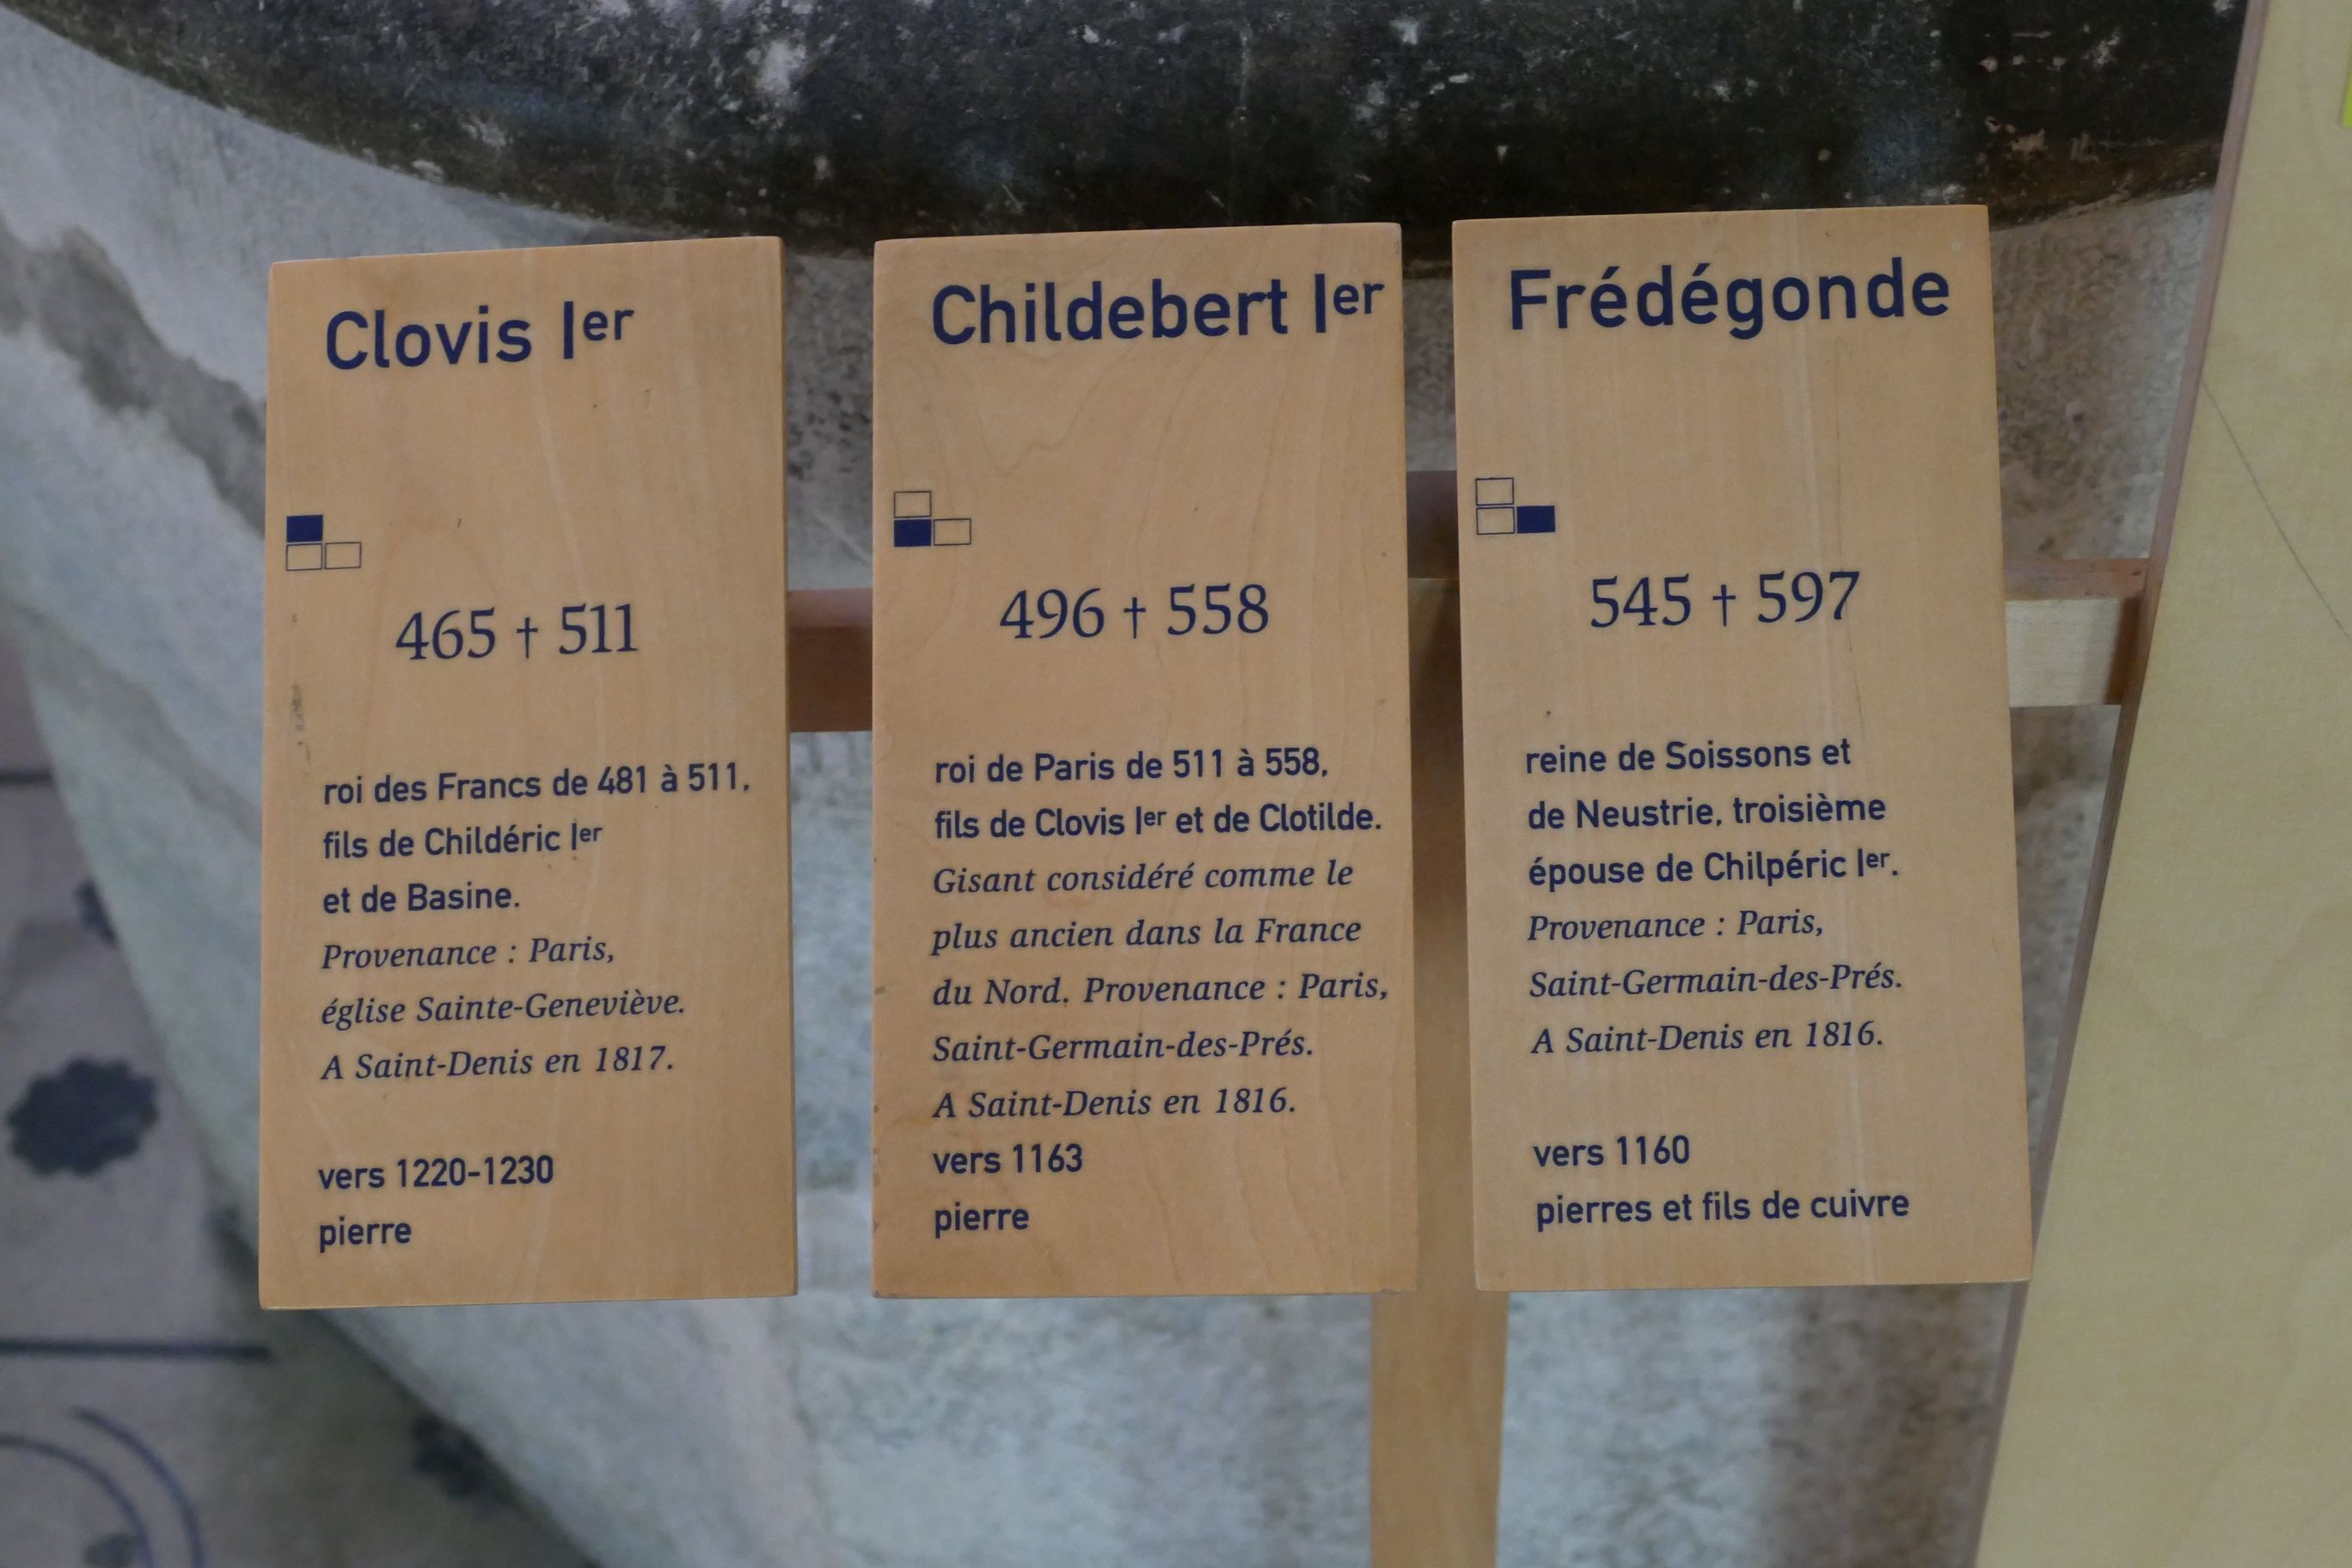 Clovis Ier
465 † 511
roi des Francs de 481 à 511,
fils de Childéric Ier
et de Basine.
Provenance : Paris,
église Sainte-Geneviève.
A Saint-Denis en 1817.
vers 1220-1230
pierre
Childebert Ier
496 † 558
roi de Paris de 511 à 558,
fils de Clovis Ier et de Clotilde.
Gisant considéré comme le
plus ancien dans la France
du Nord. Provenance : Paris,
Saint-Germain-des-Prés.
A Saint-Denis en 1816.
vers 1163
pierre
Frédégonde
545 † 597
reine de Soissons et
de Neustrie, troisième
épouse de Chilpéric Ier.
Provenance : Paris,
Saint-Germain-des-Prés.
A Saint-Denis en 1816.
vers 1160
pierres et fils de cuivre